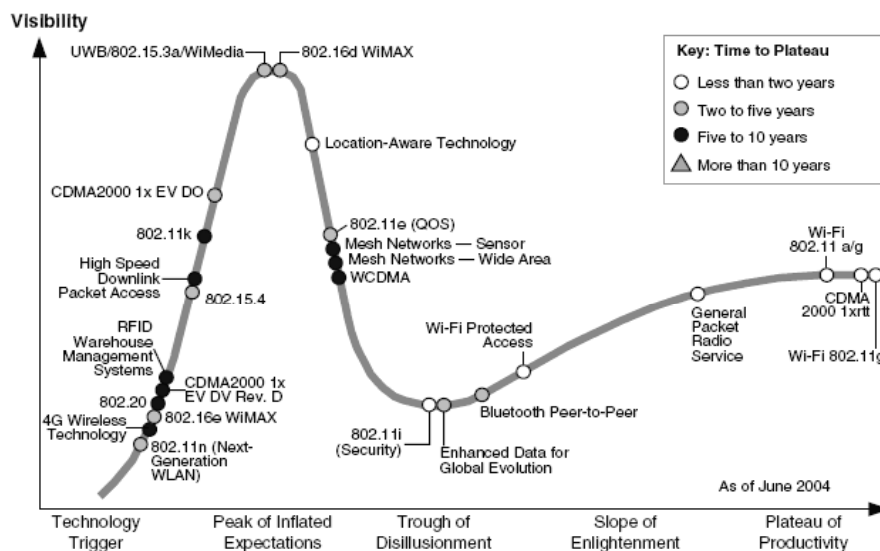 Visibility
UWB/802.15.3a/WiMedia
802.16d WiMAX
Key: Time to Plateau
Less than two years
Two to five years
Five to 10 years
More than 10 years
Location-Aware Technology
CDMA2000 1x EV DO
802.11k
High Speed
Downlink
Packet Access
802.15.4
RFID
Warehouse
Management
Systems
CDMA2000 1x
EV DV Rev. D
802.20
802.16e WiMAX
4G Wireless
Technology
802.11n (Next-
Generation
WLAN)
802.11e (QOS)
Mesh Networks — Sensor
Mesh Networks — Wide Area
WCDMA
Wi-Fi Protected
Access
802.11i
(Security)
Enhanced Data for
Global Evolution
Bluetooth Peer-to-Peer
General
Packet
Radio
Service
Wi-Fi
802.11 a/g
CDMA
2000 1xrtt
Wi-Fi 802.11g
As of June 2004
Technology
Trigger
Peak of Inflated
Expectations
Trough of
Disillusionment
Slope of
Enlightenment
Plateau of
Productivity